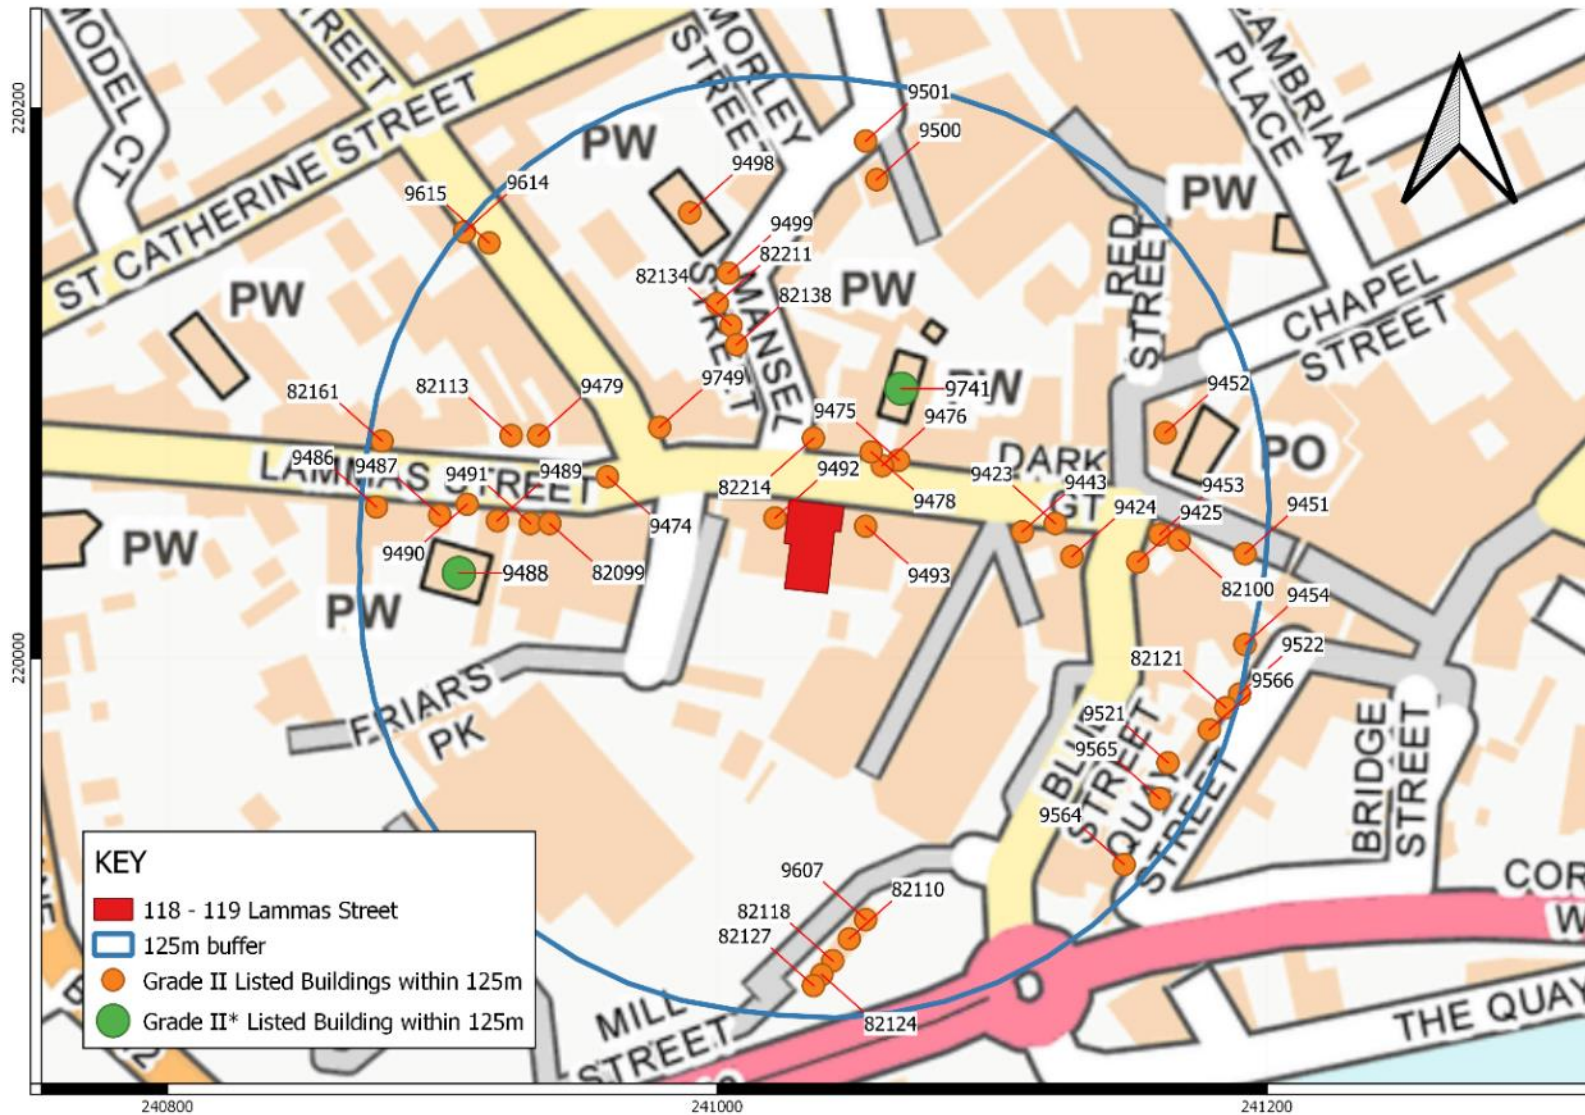 MODEL CT
TREET
MORLEY
STREET
CAMBRIAN
PLACE
22200
9501
9500
PW
9498
9615
9614
PW
RED
STREET
ST CATHERINE STREET
9499
82211
82134
82138
PW
PW
MANSEL
STREET
CHAPEL
STREET
82161
82113
9479
9749
9741
PW
9475
9476
9452
9486
9487
LAMMAS STREET
9491
9489
9492
DARK
GT
9423
9443
PO
9453
9424
9425
9451
82214
9478
9474
PW
9490
9488
82099
9493
82100
9454
PW
22000
82121
9522
9566
FRIARS
PK
9521
9565
BLUE
STREET
QUAY
STREET
BRIDGE
STREET
9564
KEY
118 - 119 Lammas Street
125m buffer
Grade II Listed Buildings within 125m
Grade II* Listed Building within 125m
9607
82110
82118
82127
82124
COR
W
MILL
STREET
THE QUAY
240800
241000
241200